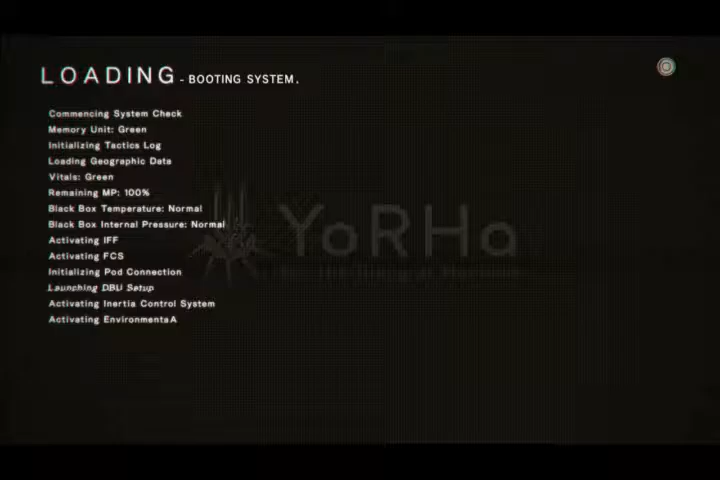 LOADING - BOOTING SYSTEM.
Commencing System Check
Memory Unit: Green
Initializing Tactics Log
Loading Geographic Data
Vitals: Green
Remaining MP: 100%
Black Box Temperature: Normal
Black Box Internal Pressure: Normal
Activating IFF
Activating FCS
Initializing Pod Connection
Launching DBU Setup
Activating Inertia Control System
Activating EnvironmentaA
YoRHa